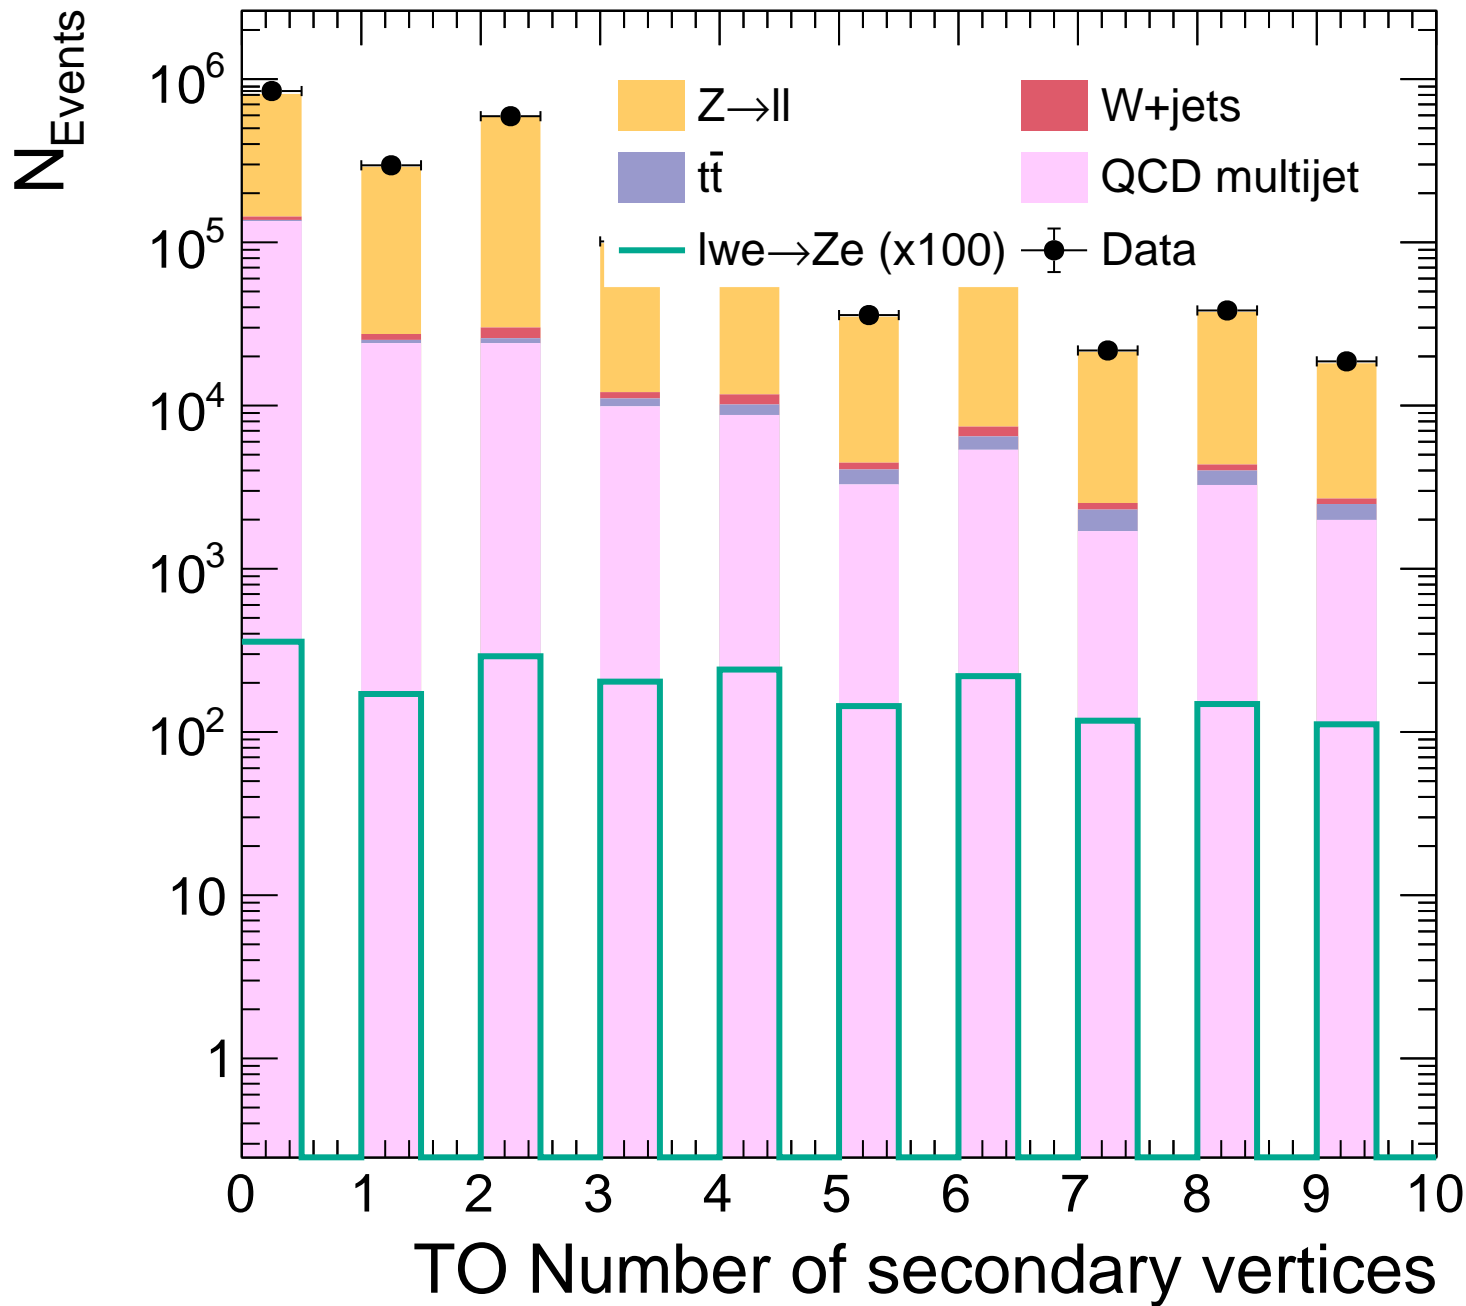 N_Events
10^6
10^5
10^4
10^3
10^2
10
1
Z→ll
W+jets
tt̄
QCD multijet
lwe→Ze (x100)
Data
0 1 2 3 4 5 6 7 8 9 10
TO Number of secondary vertices